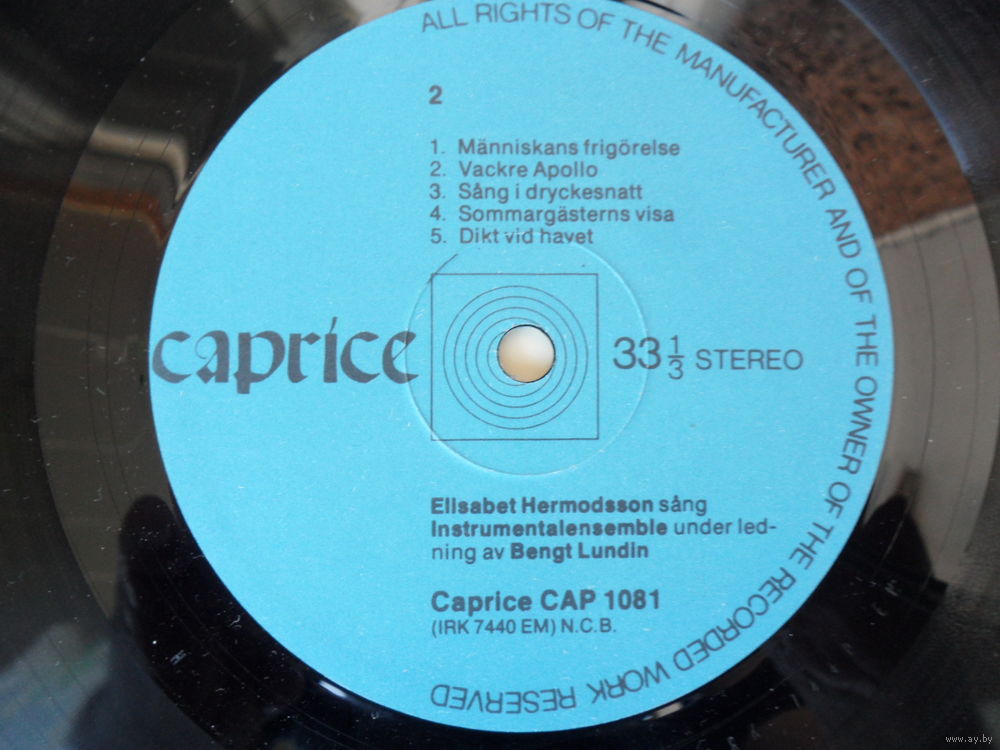 ALL RIGHTS OF THE MANUFACTURER AND OF THE OWNER OF THE RECORDED WORK RESERVED
2
1. Människans frigörelse
2. Vackre Apollo
3. Sång i dryckesnatt
4. Sommargästerns visa
5. Dikt vid havet
caprice
33 1/3 STEREO
Elisabet Hermodsson sång
Instrumentalensemble under led-
ning av Bengt Lundin
Caprice CAP 1081
(IRK 7440 EM) N.C.B.
www.ay.by